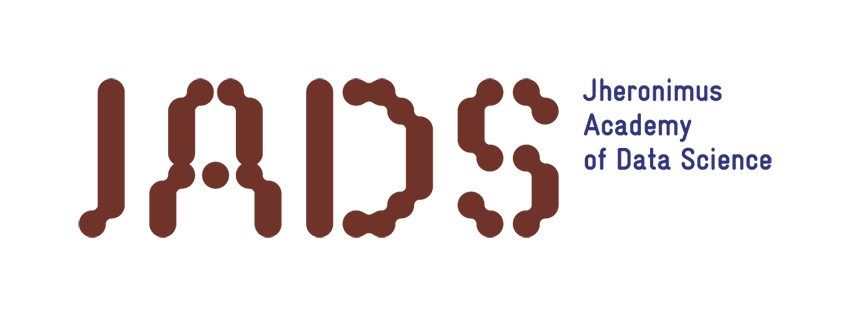 JADS
Jheronimus
Academy
of Data Science